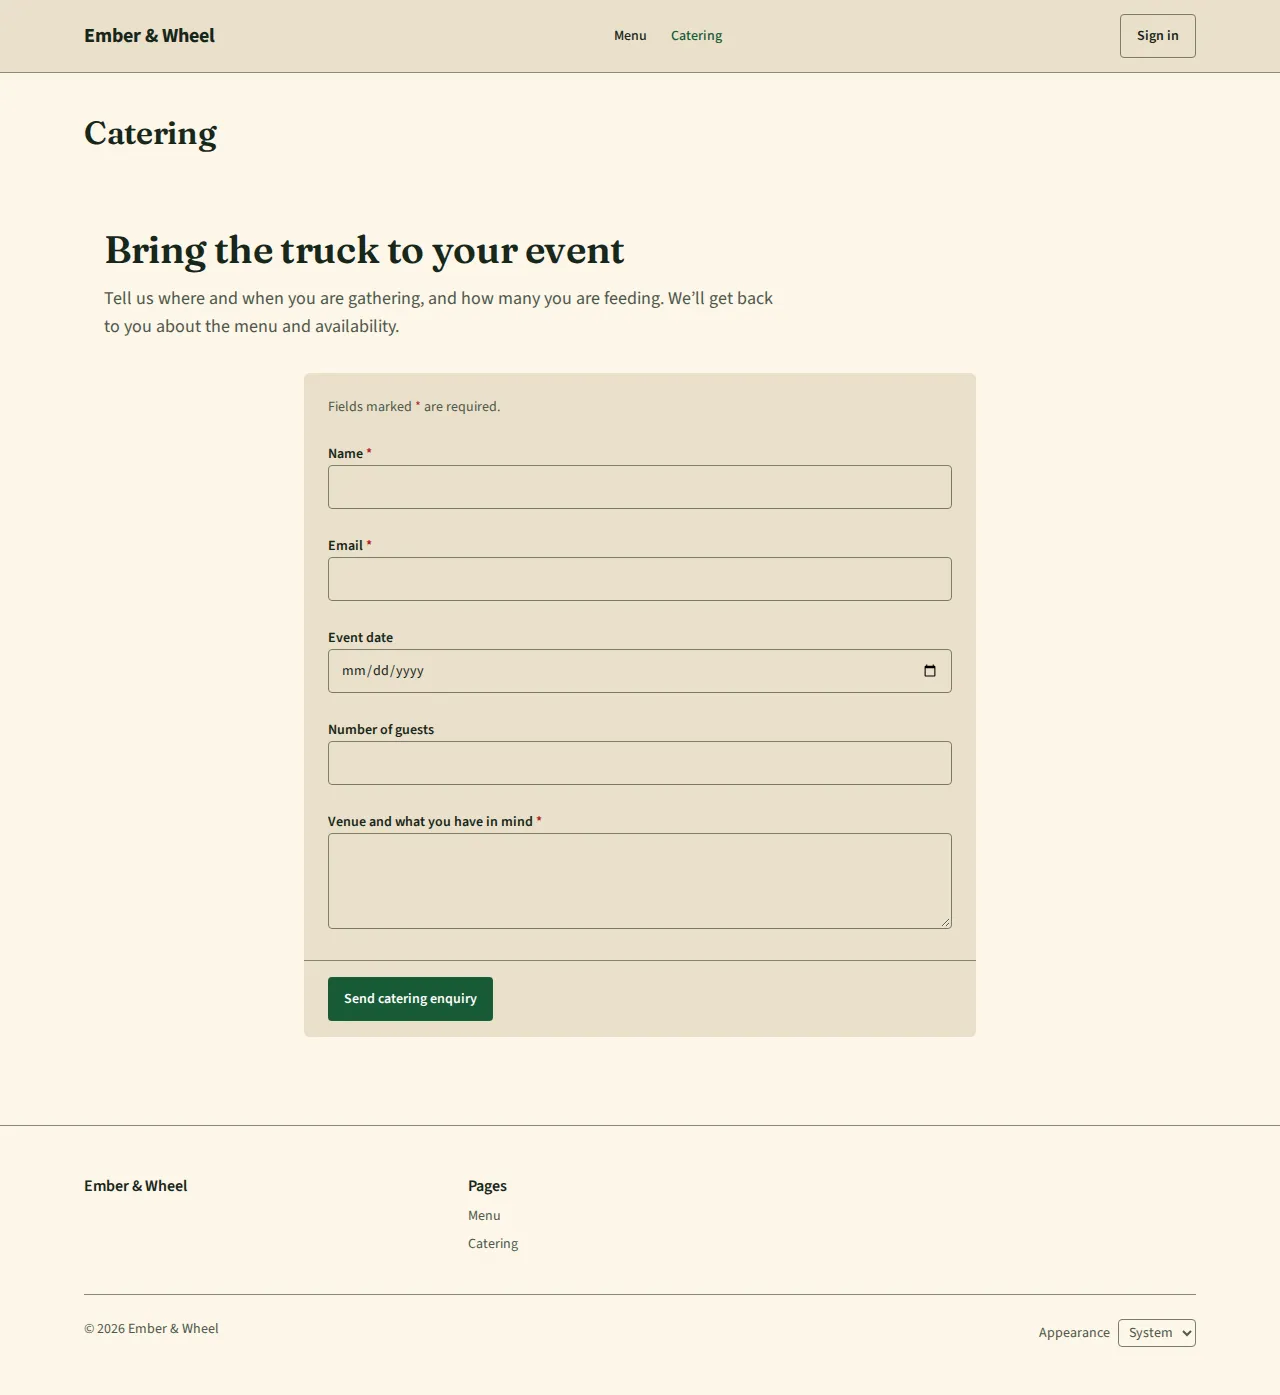 Ember & Wheel
Menu
Catering
Sign in
Catering
Bring the truck to your event
Tell us where and when you are gathering, and how many you are feeding. We’ll get back
to you about the menu and availability.
Fields marked * are required.
Name *
Email *
Event date
mm/dd/yyyy
Number of guests
Venue and what you have in mind *
Send catering enquiry
Ember & Wheel
Pages
Menu
Catering
© 2026 Ember & Wheel
Appearance
System